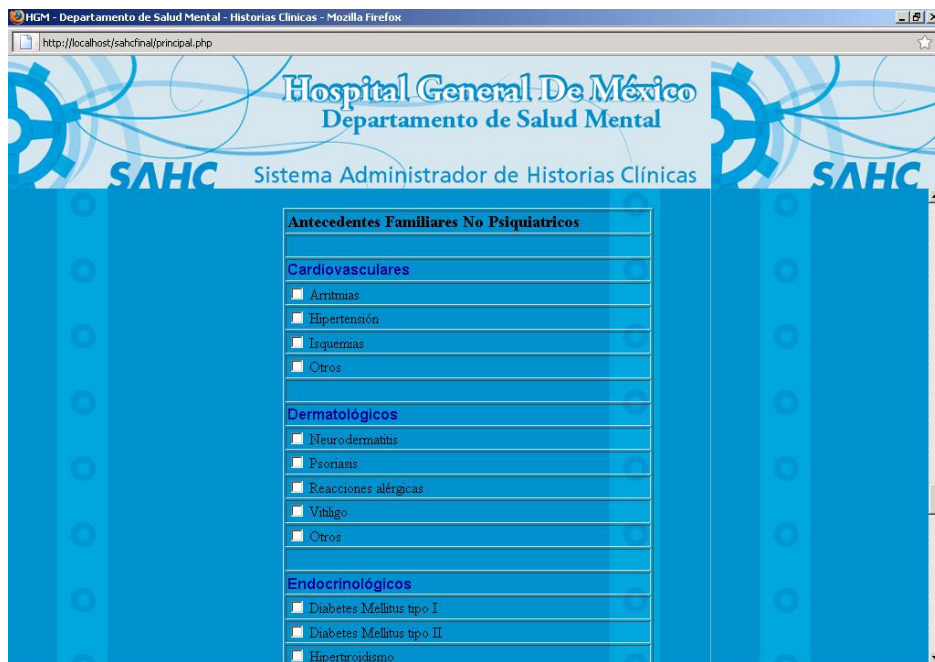 HGM - Departamento de Salud Mental - Historias Clinicas - Mozilla Firefox
http://localhost/sahcfinal/principal.php
Hospital General De México
Departamento de Salud Mental
SAHC Sistema Administrador de Historias Clínicas SAHC
Antecedentes Familiares No Psiquiatricos
Cardiovasculares
Arritmias
Hipertensión
Isquemias
Otros
Dermatológicos
Neurodermatitis
Psoriasis
Reacciones alérgicas
Vitiligo
Otros
Endocrinológicos
Diabetes Mellitus tipo I
Diabetes Mellitus tipo II
Hipertiroidismo